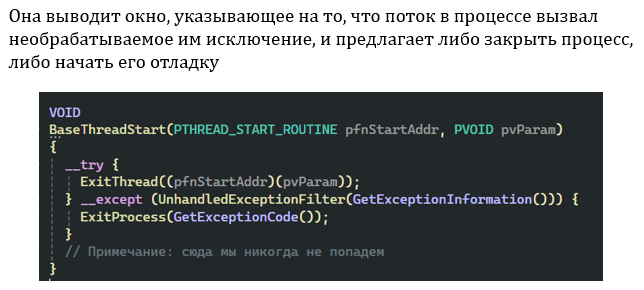 Она выводит окно, указывающее на то, что поток в процессе вызвал
необрабатываемое им исключение, и предлагает либо закрыть процесс,
либо начать его отладку
VOID
BaseThreadStart(PTHREAD_START_ROUTINE pfnStartAddr, PVOID pvParam)
{
  __try {
    ExitThread((pfnStartAddr)(pvParam));
  } __except (UnhandledExceptionFilter(GetExceptionInformation())) {
    ExitProcess(GetExceptionCode());
  }
  // Примечание: сюда мы никогда не попадем
}